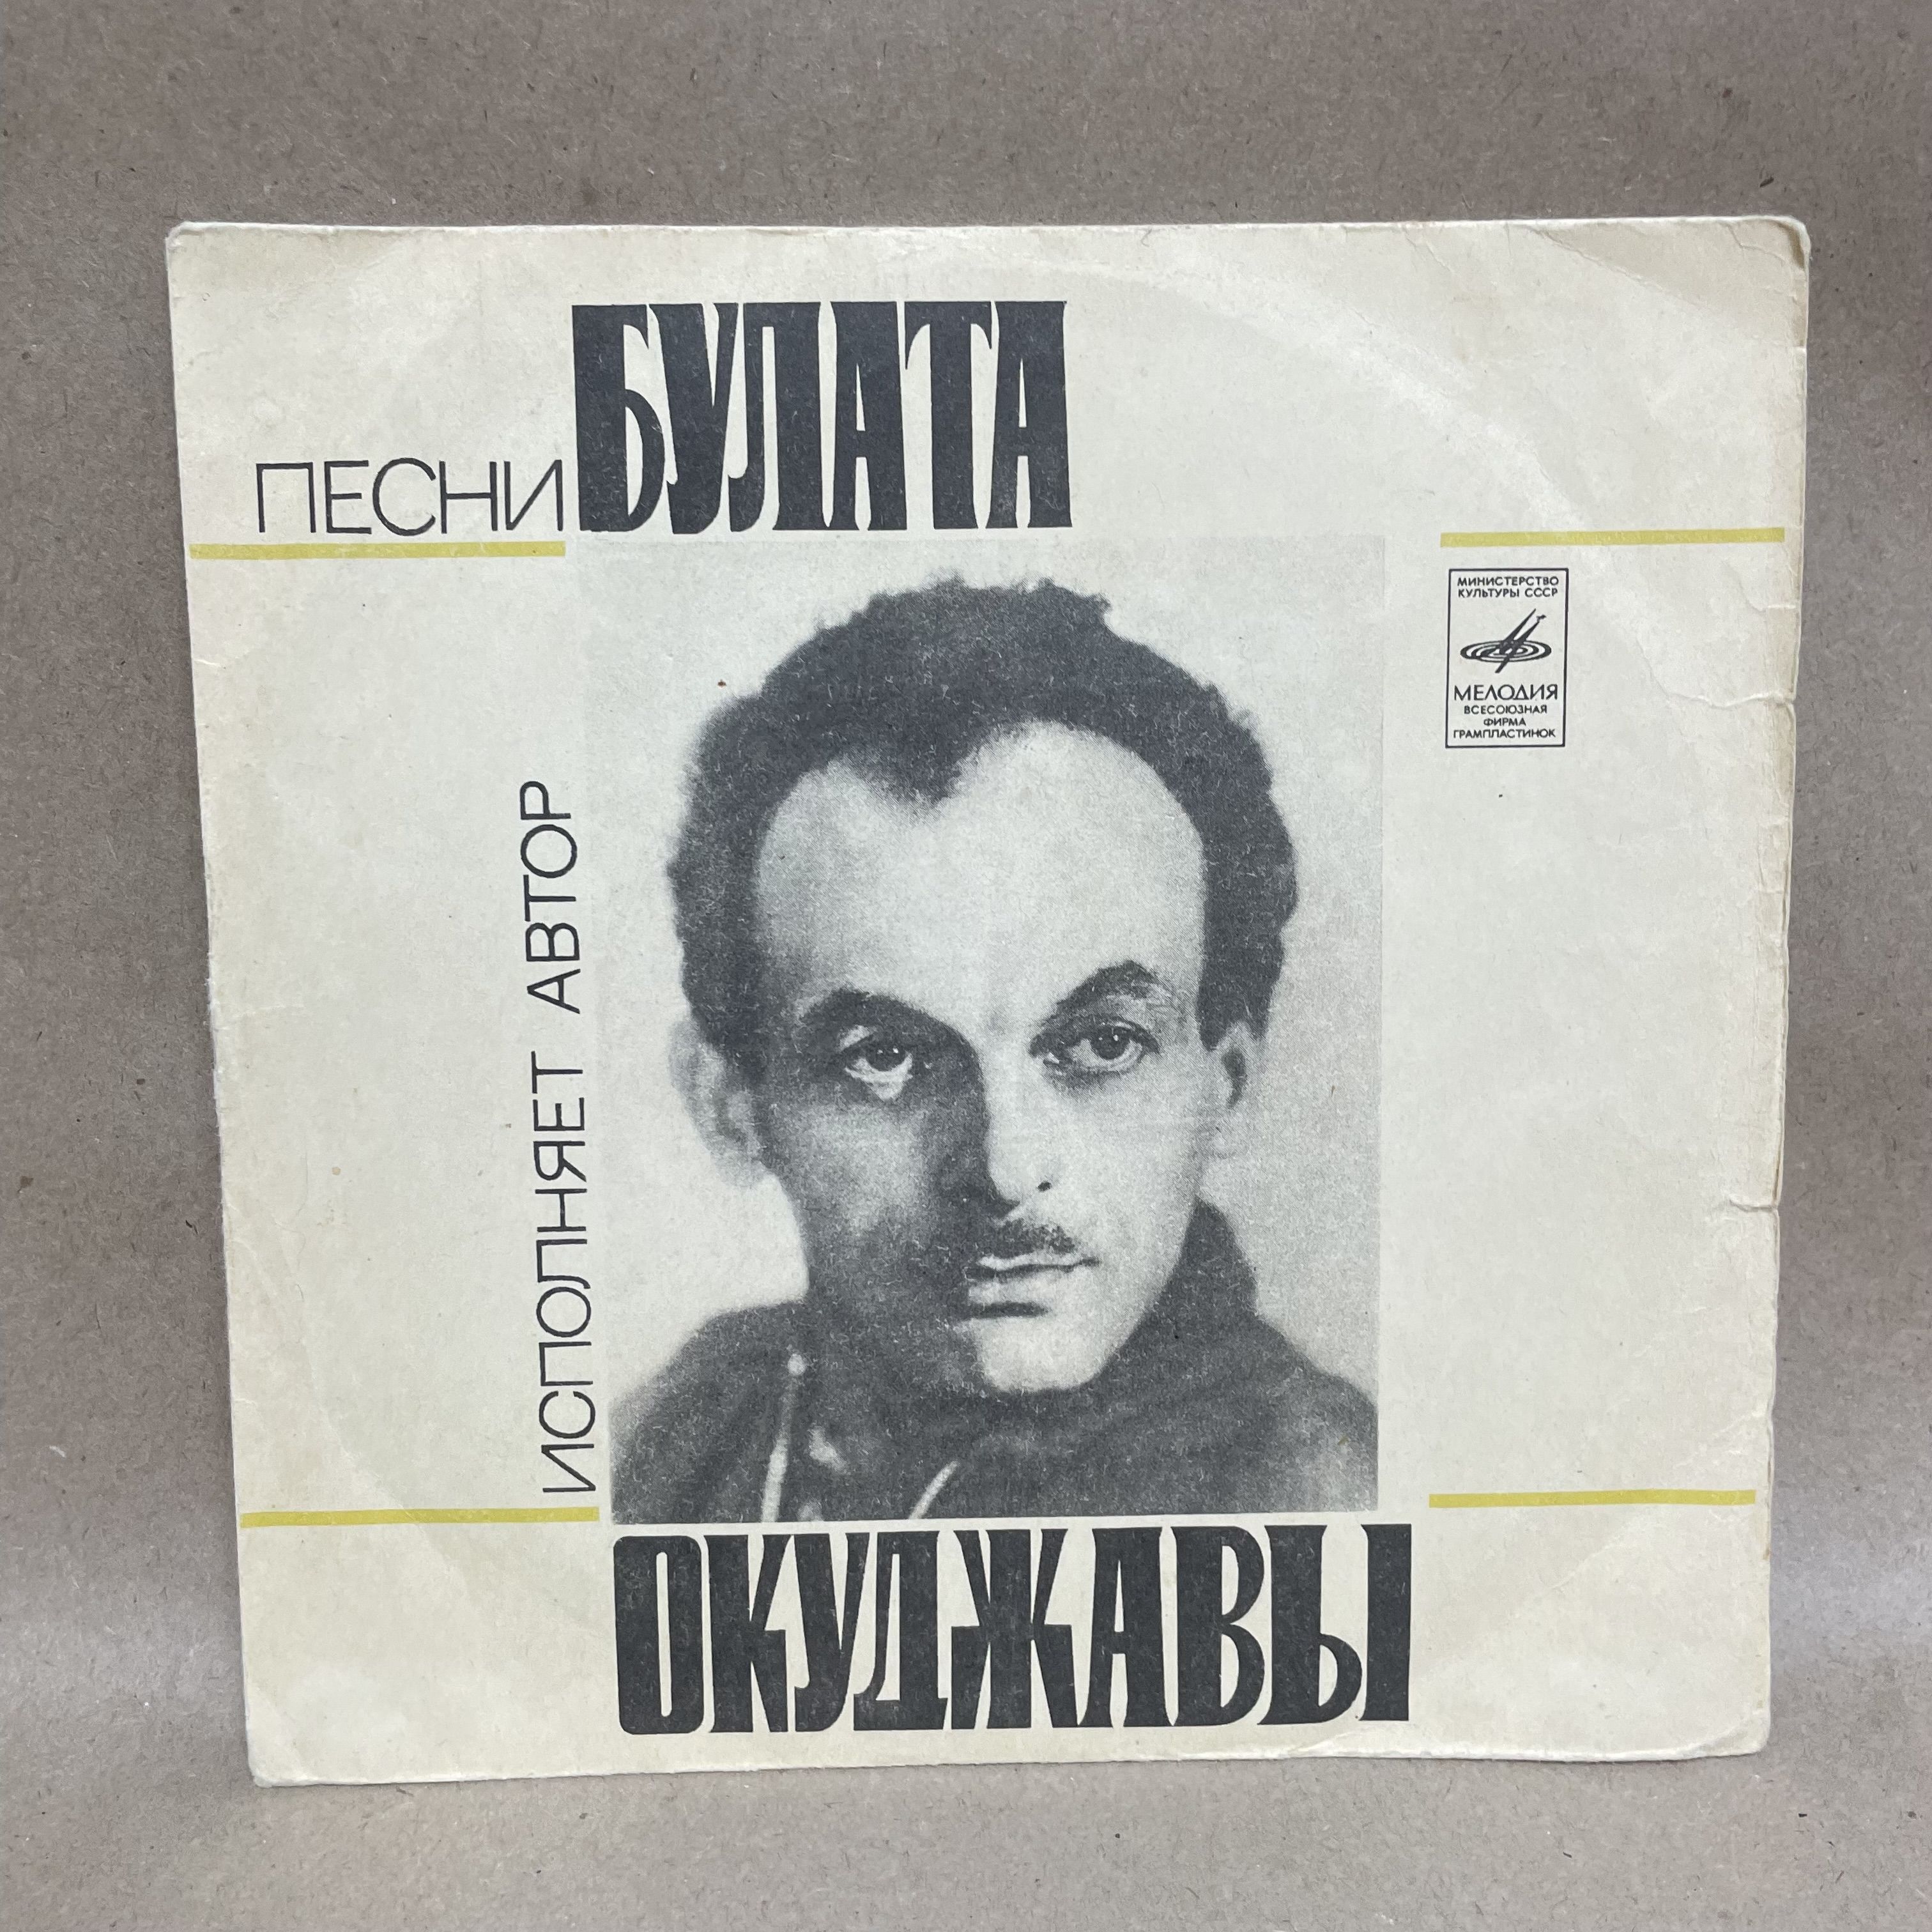 ПЕСНИ БУЛАТА
МИНИСТЕРСТВО
КУЛЬТУРЫ СССР
МЕЛОДИЯ
ВСЕСОЮЗНАЯ
ФИРМА
ГРАМПЛАСТИНОК
ИСПОЛНЯЕТ АВТОР
ОКУДЖАВЫ